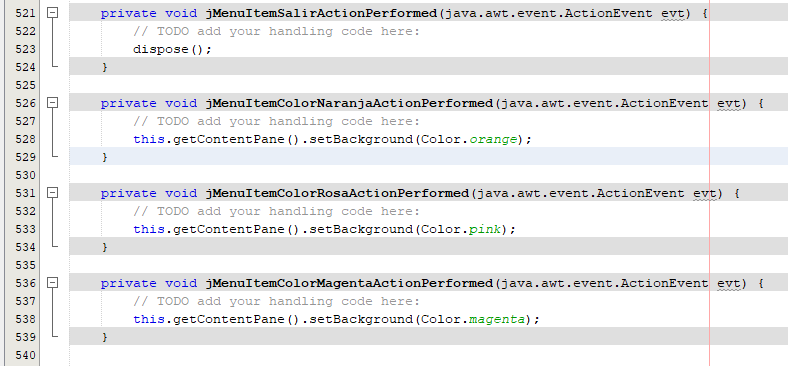 521 private void jMenuItemSalirActionPerformed(java.awt.event.ActionEvent evt) {
522 // TODO add your handling code here:
523 dispose();
524 }
525
526 private void jMenuItemColorNaranjaActionPerformed(java.awt.event.ActionEvent evt) {
527 // TODO add your handling code here:
528 this.getContentPane().setBackground(Color.orange);
529 }
530
531 private void jMenuItemColorRosaActionPerformed(java.awt.event.ActionEvent evt) {
532 // TODO add your handling code here:
533 this.getContentPane().setBackground(Color.pink);
534 }
535
536 private void jMenuItemColorMagentaActionPerformed(java.awt.event.ActionEvent evt) {
537 // TODO add your handling code here:
538 this.getContentPane().setBackground(Color.magenta);
539 }
540